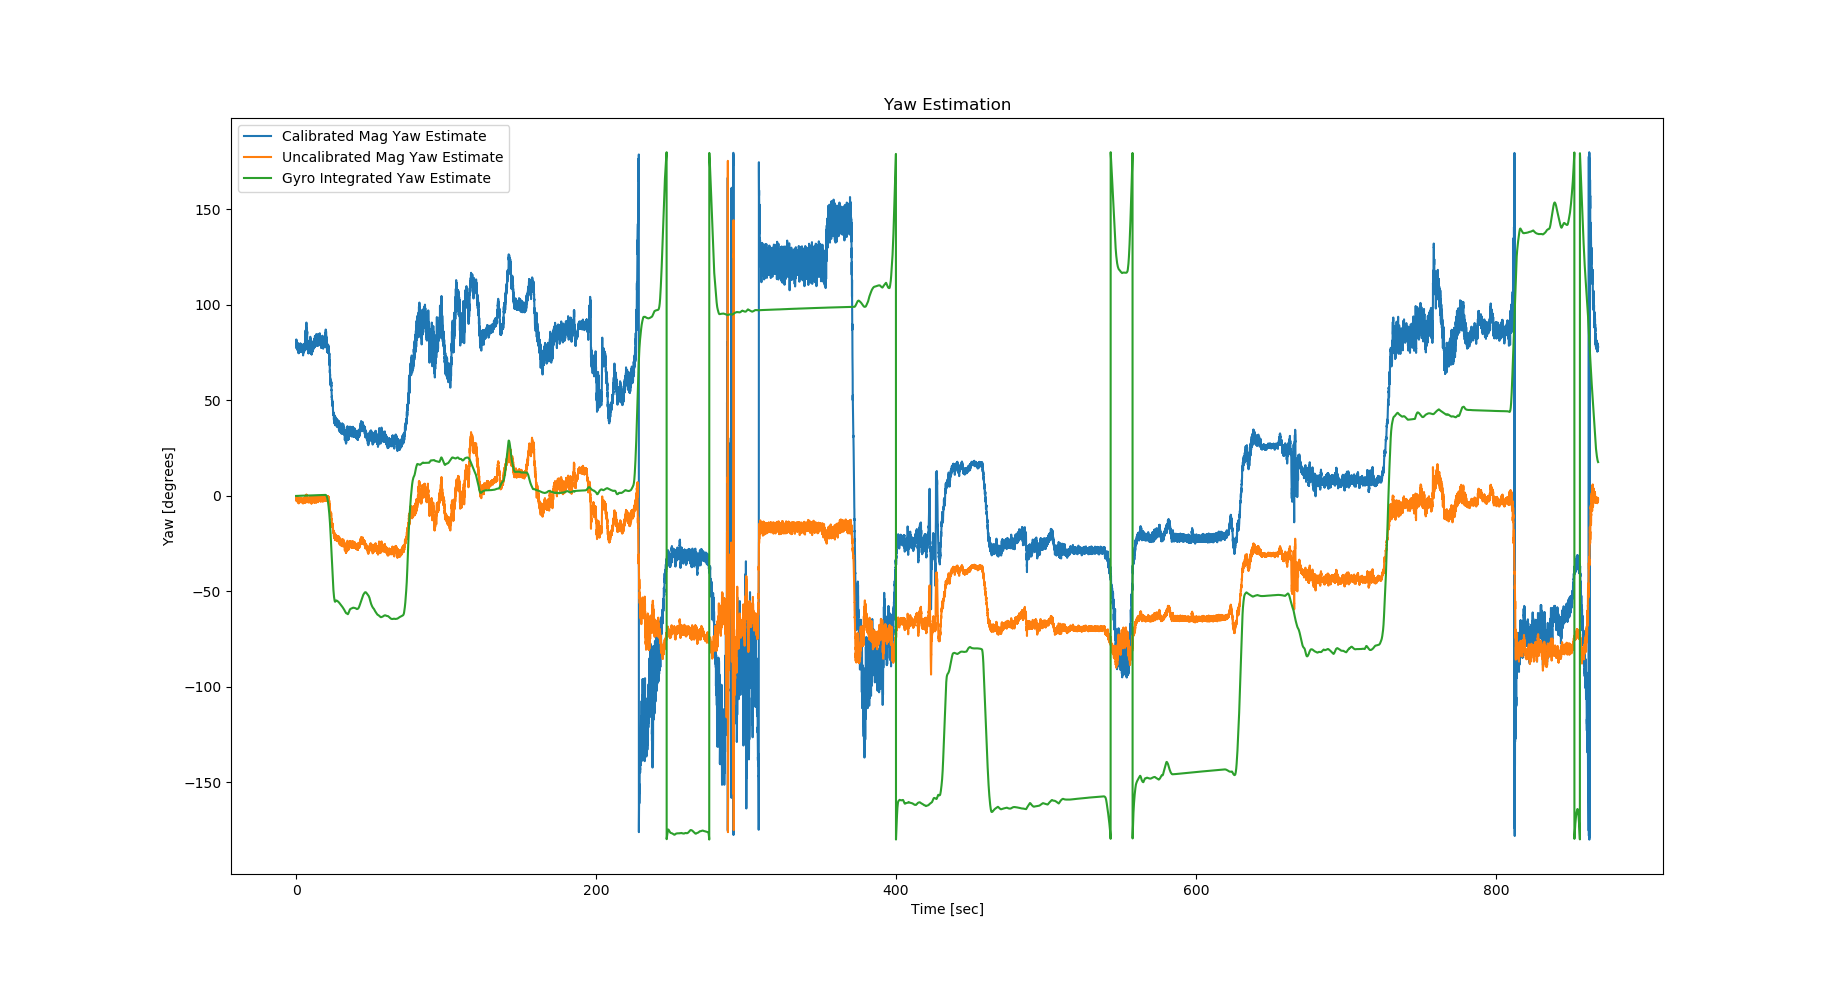 Yaw Estimation
Calibrated Mag Yaw Estimate
Uncalibrated Mag Yaw Estimate
Gyro Integrated Yaw Estimate
150
100
50
0
−50
−100
−150
Yaw [degrees]
0 200 400 600 800
Time [sec]